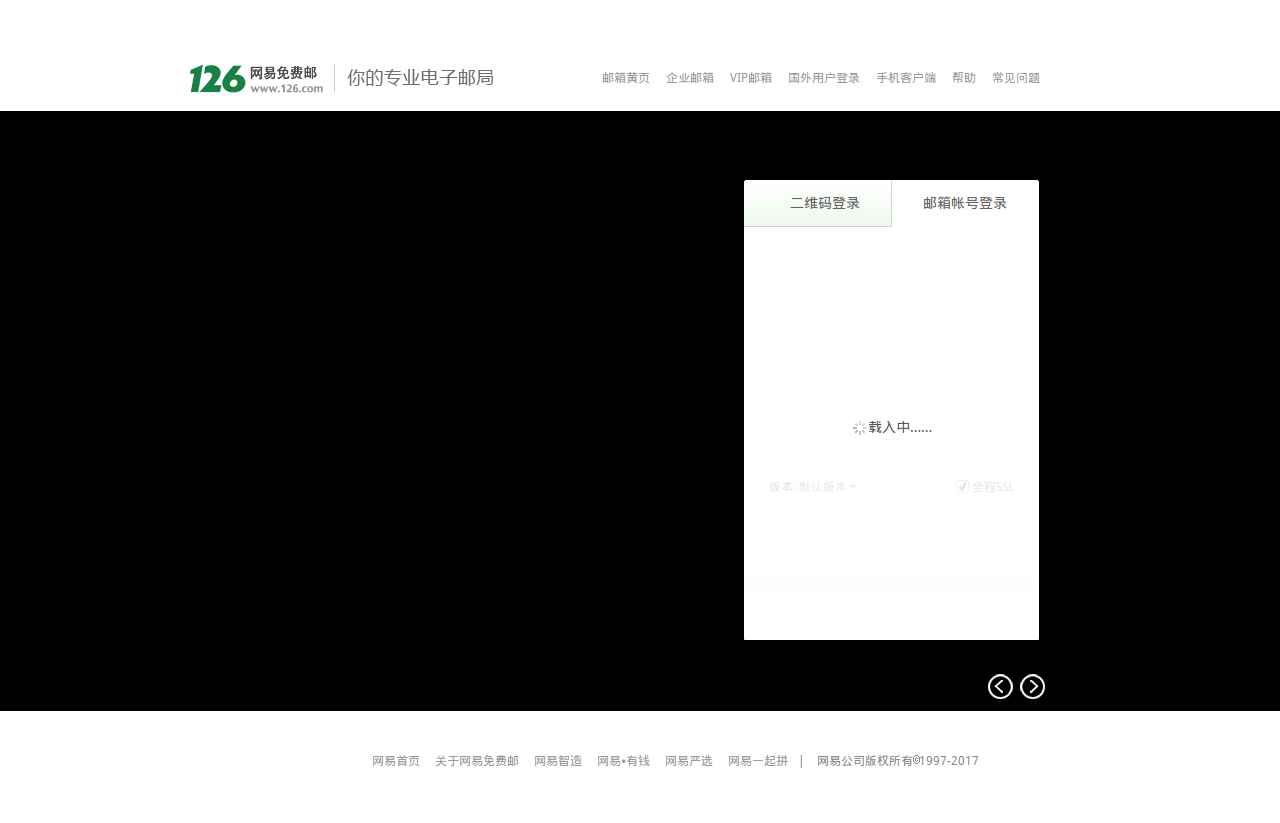 126 网易免费邮 www.126.com 你的专业电子邮局 邮箱黄页 企业邮箱 VIP邮箱 国外用户登录 手机客户端 帮助 常见问题
二维码登录 邮箱帐号登录
载入中......
版本: 默认版本 全程SSL
网易首页 关于网易免费邮 网易智造 网易•有钱 网易严选 网易一起拼 | 网易公司版权所有©1997-2017